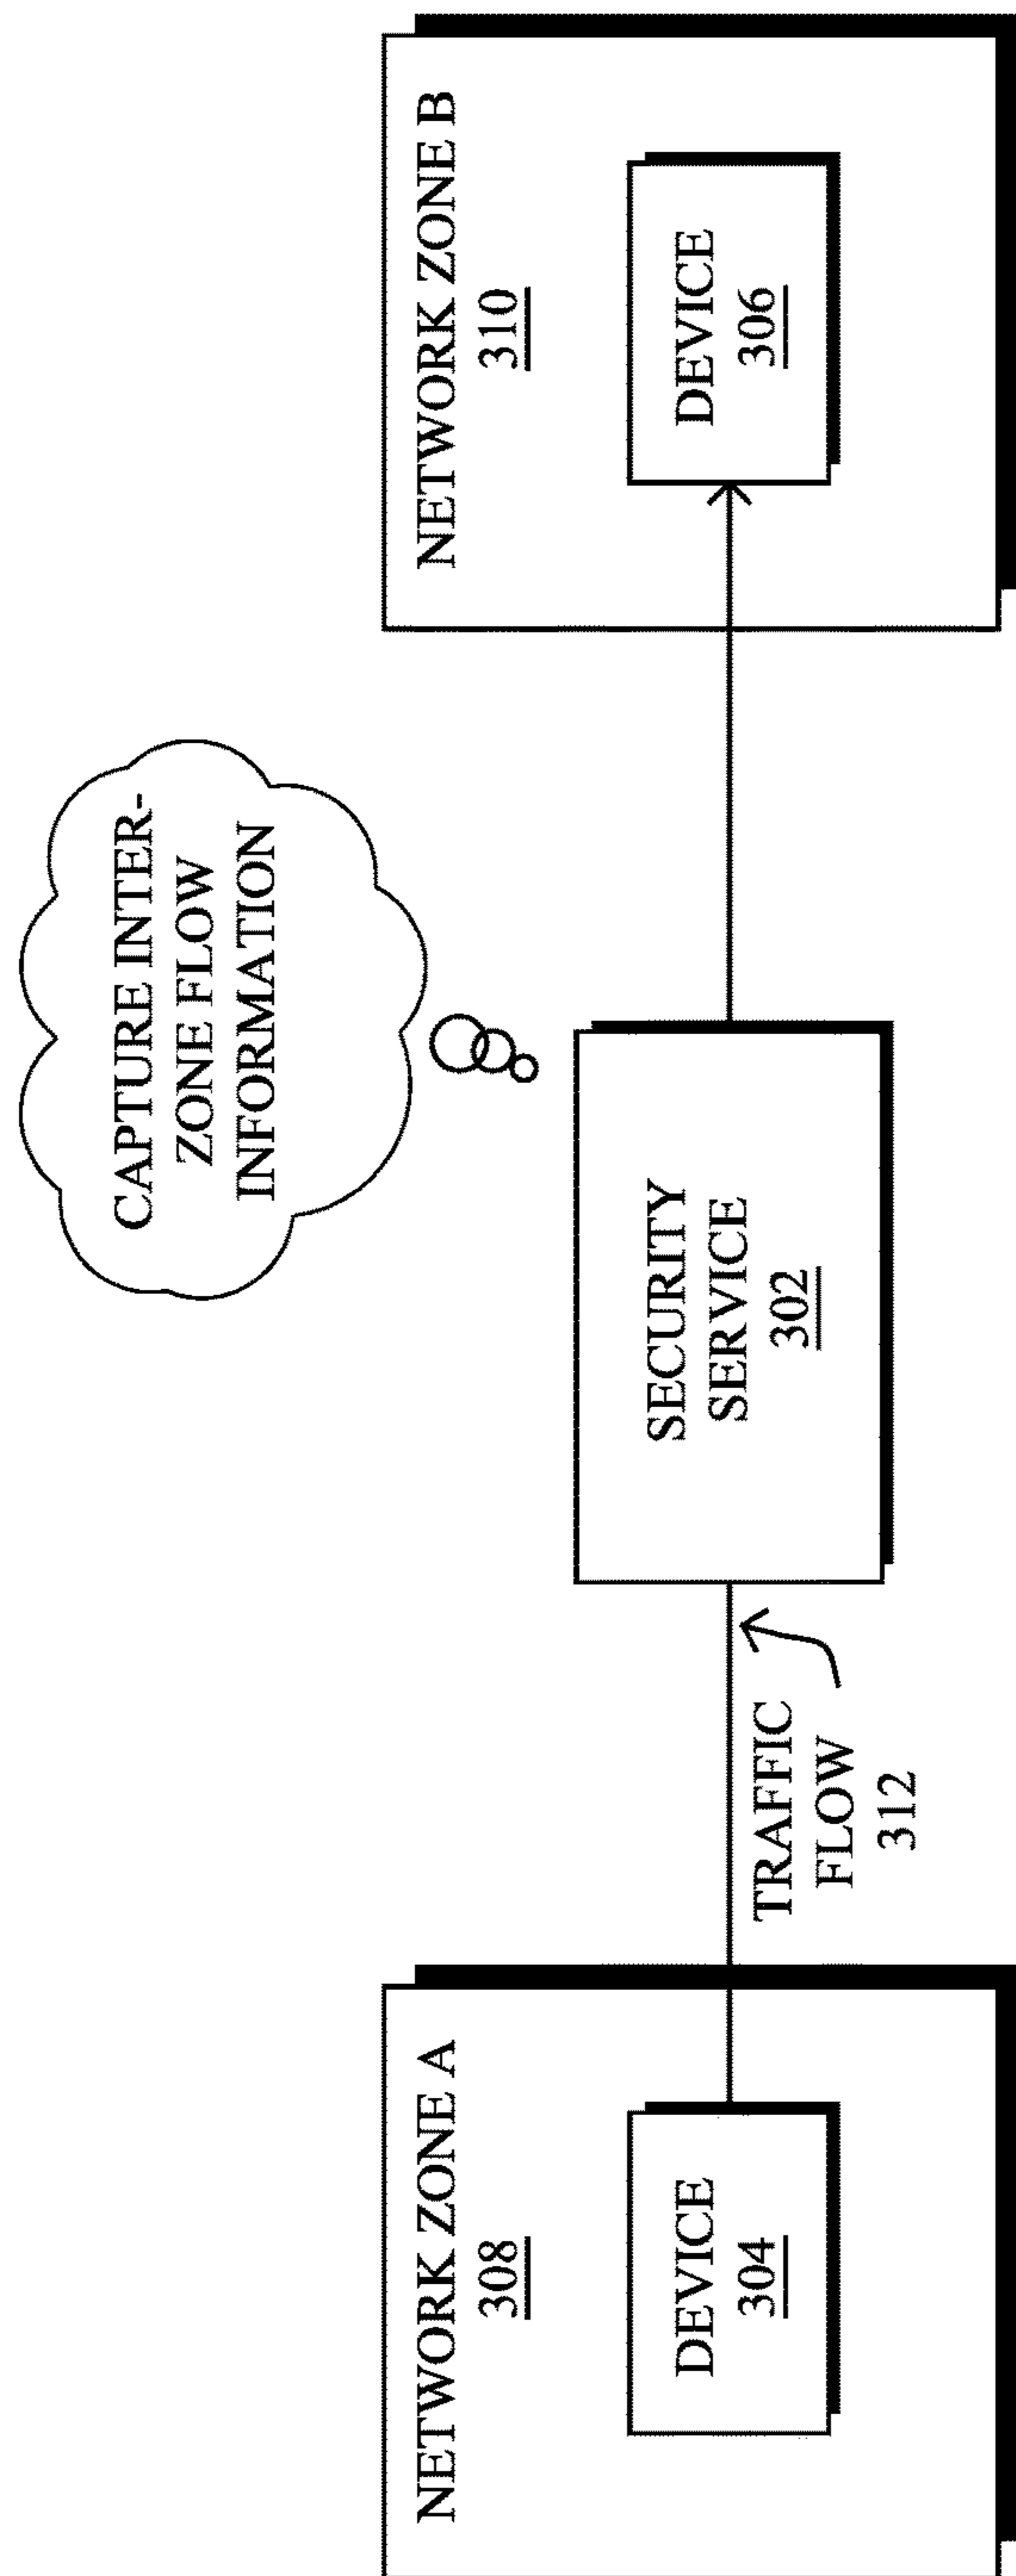 CAPTURE INTER-
ZONE FLOW
INFORMATION
NETWORK ZONE A
308
DEVICE
304
TRAFFIC
FLOW
312
SECURITY
SERVICE
302
NETWORK ZONE B
310
DEVICE
306